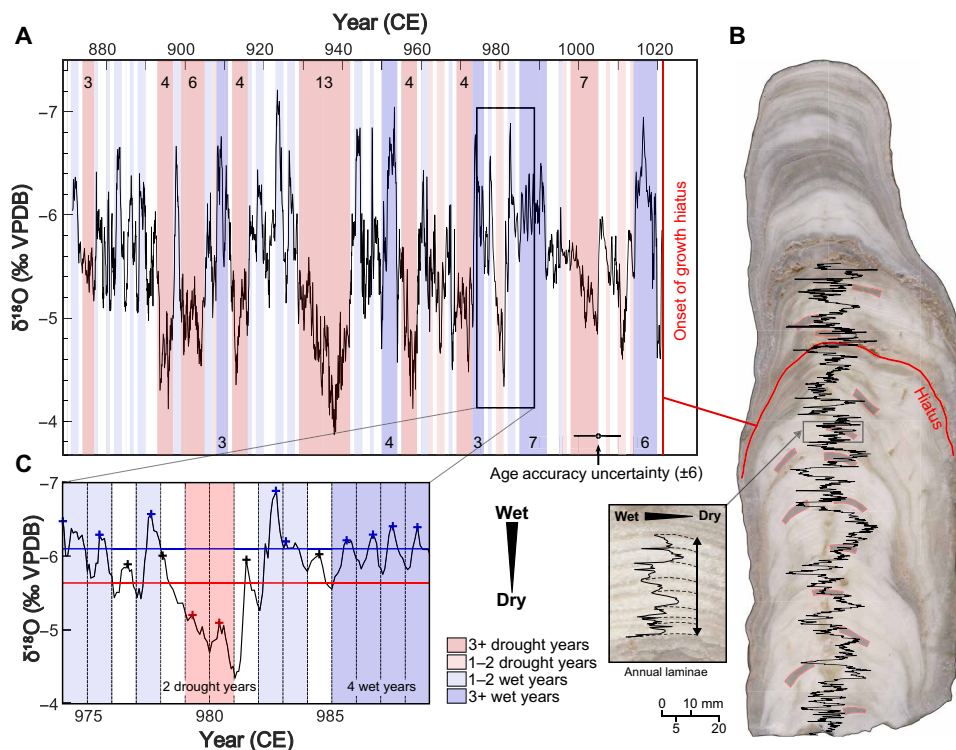 A
Year (CE)
B
880 900 920 940 960 980 1000 1020
3 4 6 4 13 4 4 7
−7
−6
−5
−4
δ¹⁸O (‰ VPDB)
3 4 3 7 6
Onset of growth hiatus
Hiatus
Age accuracy uncertainty (±6)
C
−7
−6
−5
−4
δ¹⁸O (‰ VPDB)
2 drought years
4 wet years
975 980 985
Year (CE)
Wet
Dry
3+ drought years
1–2 drought years
1–2 wet years
3+ wet years
Wet Dry
Annual laminae
0 10 mm
5 20